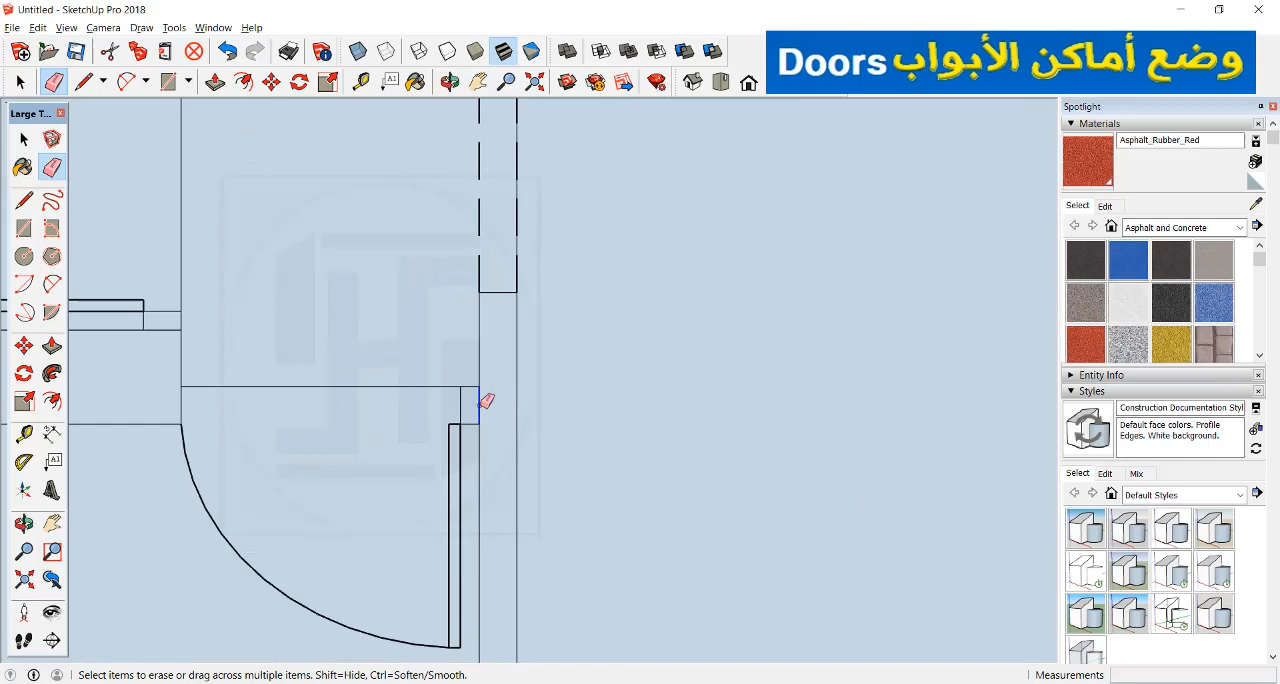 Untitled - SketchUp Pro 2018
File Edit View Camera Draw Tools Window Help
وضع أماكن الأبواب Doors
Large T...
A1
A1
Spotlight
Materials
Asphalt_Rubber_Red
Select Edit
Asphalt and Concrete
Entity Info
Styles
Construction Documentation Styl
Default face colors. Profile
Edges. White background.
Select Edit Mix
Default Styles
Select items to erase or drag across multiple items. Shift=Hide, Ctrl=Soften/Smooth.
Measurements